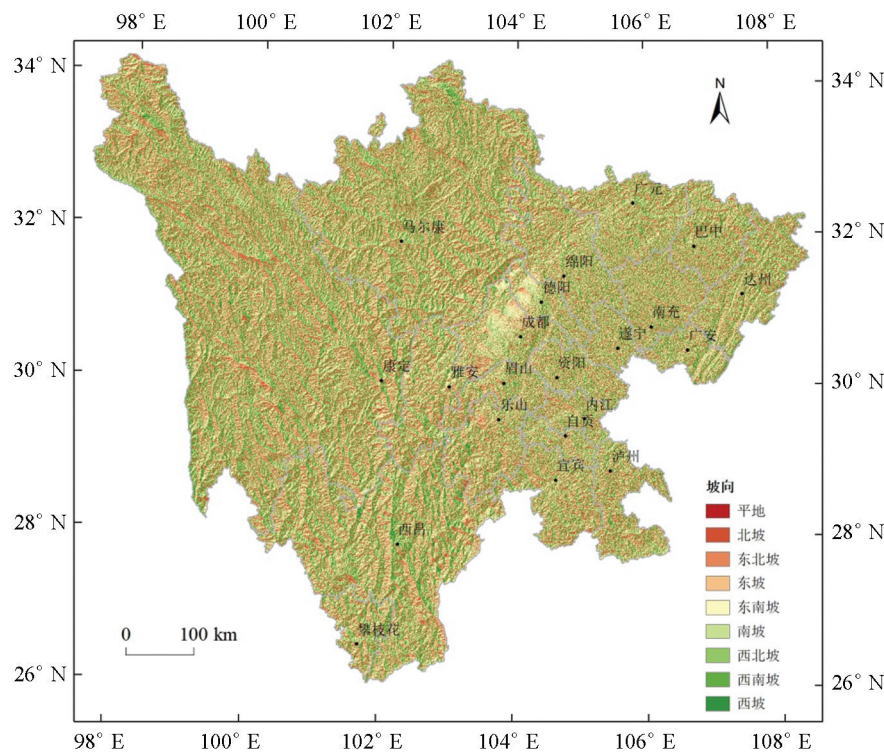 98° E 100° E 102° E 104° E 106° E 108° E
34° N 34° N
N
广元
32° N 32° N
马尔康 巴中
绵阳
德阳 达州
成都 南充
遂宁 广安
30° N 康定 雅安 眉山 资阳 30° N
乐山 内江
自贡
宜宾 泸州
坡向
平地
28° N 北坡 28° N
西昌
东北坡
东坡
东南坡
0 100 km 南坡
攀枝花 西北坡
26° N 西南坡 26° N
西坡
98° E 100° E 102° E 104° E 106° E 108° E